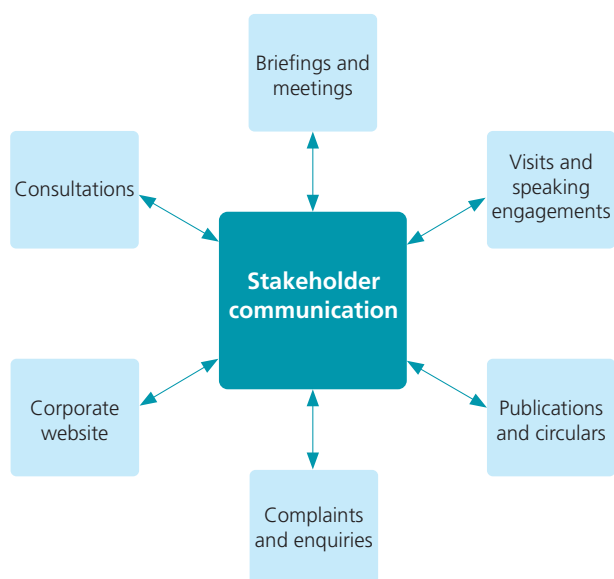 Briefings and
meetings
Consultations
Visits and
speaking
engagements
Stakeholder
communication
Corporate
website
Publications
and circulars
Complaints
and enquiries